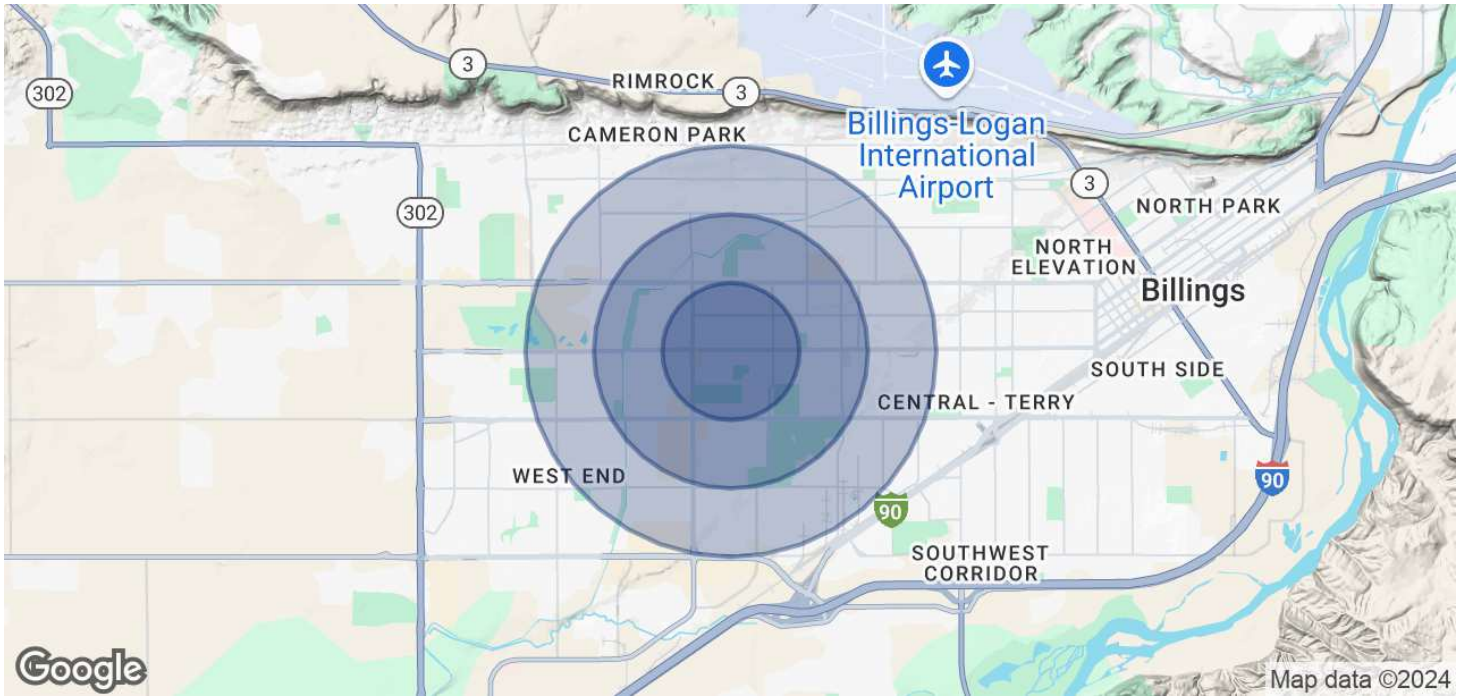 3
RIMROCK
302
3
CAMERON PARK
Billings-Logan
International
Airport
3
302
NORTH PARK
NORTH
ELEVATION
Billings
SOUTH SIDE
CENTRAL - TERRY
WEST END
90
90
SOUTHWEST
CORRIDOR
Google
Map data ©2024